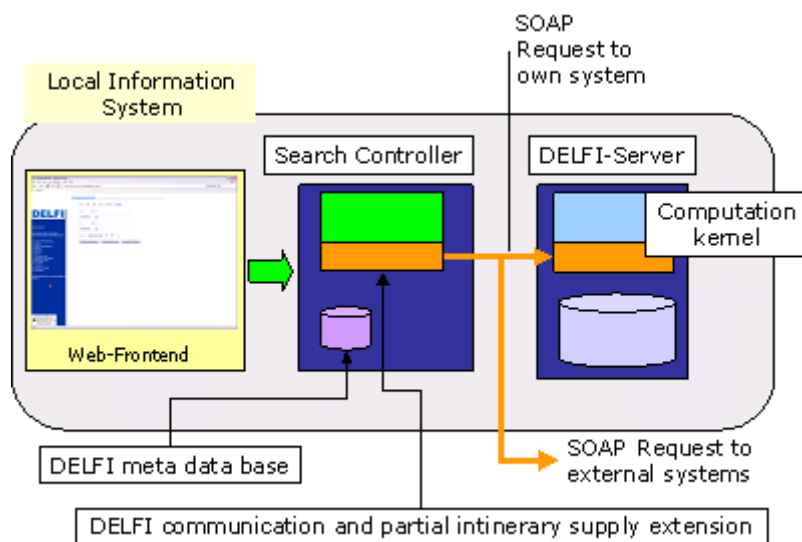 SOAP
Request to
own system
Local Information
System
Search Controller
DELFI-Server
DELFI
Computation
kernel
Web-Frontend
DELFI meta data base
SOAP Request to
external systems
DELFI communication and partial intinerary supply extension